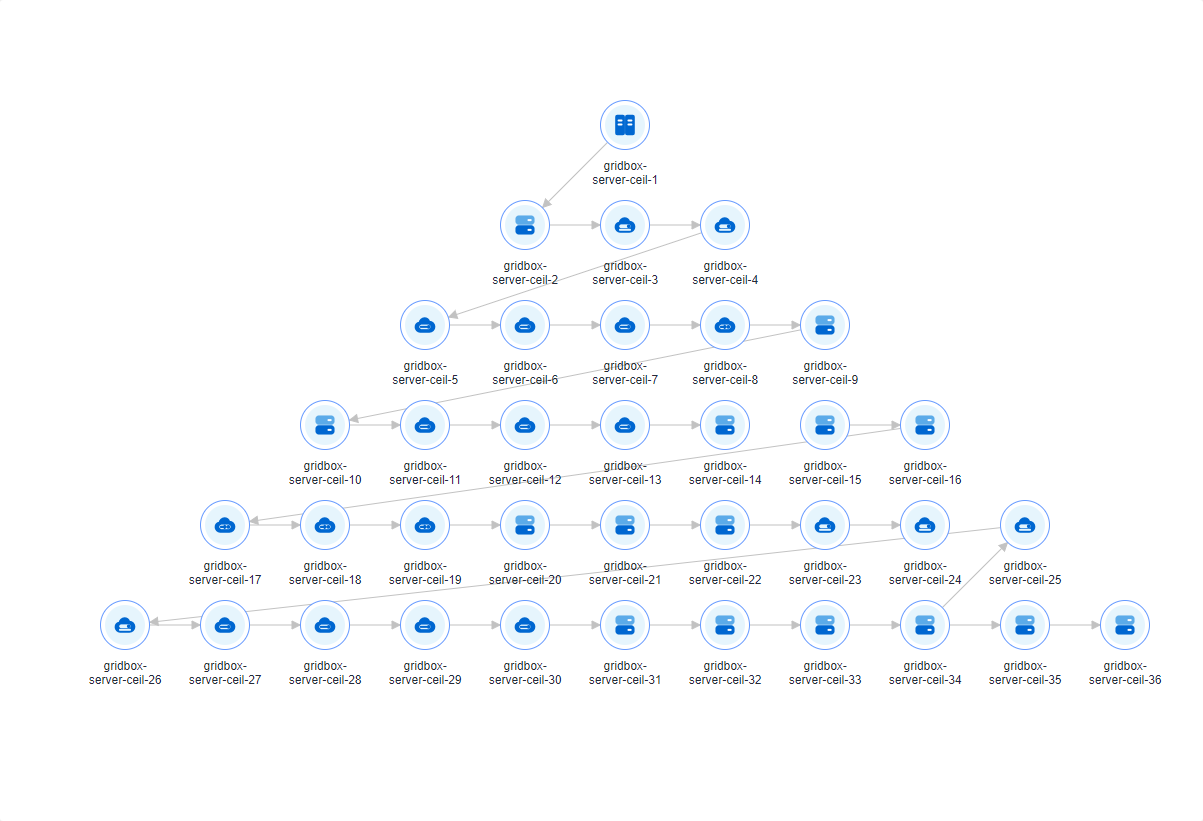 gridbox-
server-ceil-1
gridbox-
server-ceil-2
gridbox-
server-ceil-3
gridbox-
server-ceil-4
gridbox-
server-ceil-5
gridbox-
server-ceil-6
gridbox-
server-ceil-7
gridbox-
server-ceil-8
gridbox-
server-ceil-9
gridbox-
server-ceil-10
gridbox-
server-ceil-11
gridbox-
server-ceil-12
gridbox-
server-ceil-13
gridbox-
server-ceil-14
gridbox-
server-ceil-15
gridbox-
server-ceil-16
gridbox-
server-ceil-17
gridbox-
server-ceil-18
gridbox-
server-ceil-19
gridbox-
server-ceil-20
gridbox-
server-ceil-21
gridbox-
server-ceil-22
gridbox-
server-ceil-23
gridbox-
server-ceil-24
gridbox-
server-ceil-25
gridbox-
server-ceil-26
gridbox-
server-ceil-27
gridbox-
server-ceil-28
gridbox-
server-ceil-29
gridbox-
server-ceil-30
gridbox-
server-ceil-31
gridbox-
server-ceil-32
gridbox-
server-ceil-33
gridbox-
server-ceil-34
gridbox-
server-ceil-35
gridbox-
server-ceil-36